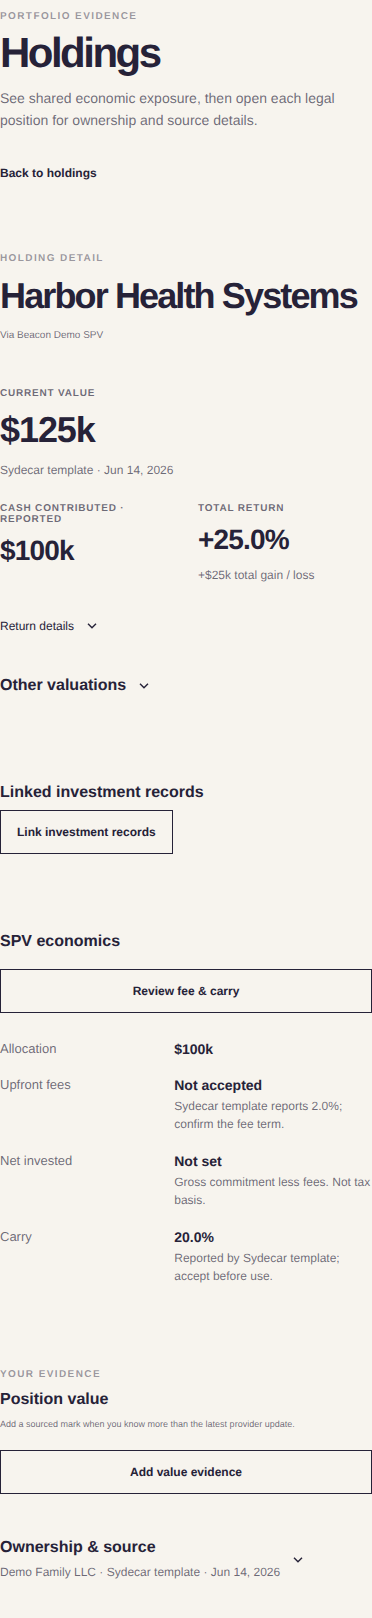 PORTFOLIO EVIDENCE
Holdings
See shared economic exposure, then open each legal
position for ownership and source details.
Back to holdings
HOLDING DETAIL
Harbor Health Systems
Via Beacon Demo SPV
CURRENT VALUE
$125k
Sydecar template · Jun 14, 2026
CASH CONTRIBUTED ·
REPORTED
$100k
TOTAL RETURN
+25.0%
+$25k total gain / loss
Return details
Other valuations
Linked investment records
Link investment records
SPV economics
Review fee & carry
Allocation
$100k
Upfront fees
Not accepted
Sydecar template reports 2.0%;
confirm the fee term.
Net invested
Not set
Gross commitment less fees. Not tax
basis.
Carry
20.0%
Reported by Sydecar template;
accept before use.
YOUR EVIDENCE
Position value
Add a sourced mark when you know more than the latest provider update.
Add value evidence
Ownership & source
Demo Family LLC · Sydecar template · Jun 14, 2026